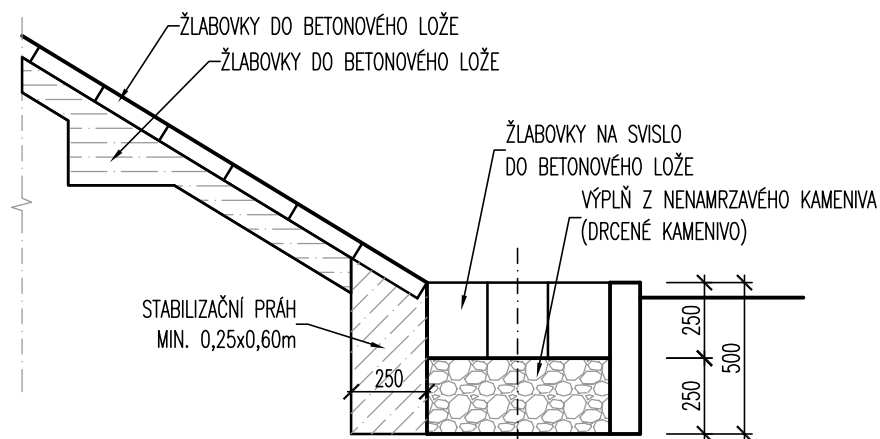 ŽLABOVKY DO BETONOVÉHO LOŽE
ŽLABOVKY DO BETONOVÉHO LOŽE
ŽLABOVKY NA SVISLO
DO BETONOVÉHO LOŽE
VÝPLŇ Z NENAMRZAVÉHO KAMENIVA
(DRCENÉ KAMENIVO)
STABILIZAČNÍ PRÁH
MIN. 0,25x0,60m
250
250
250
500